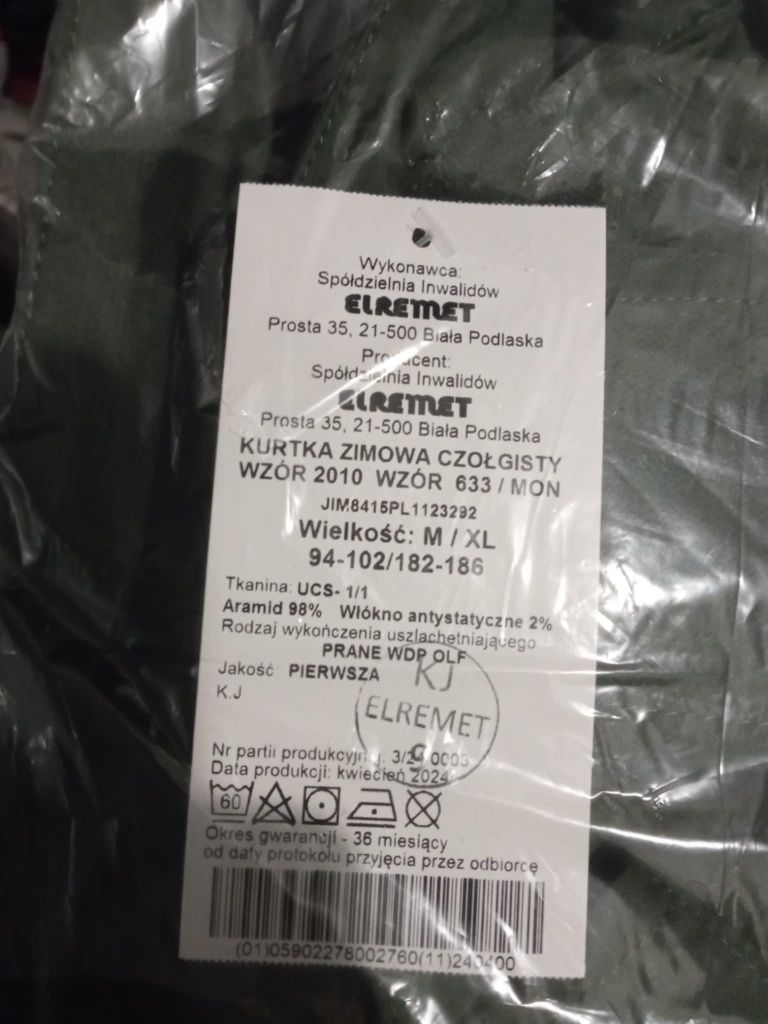 Wykonawca:
Spółdzielnia Inwalidów
ELREMET
Prosta 35, 21-500 Biała Podlaska
Producent:
Spółdzielnia Inwalidów
ELREMET
Prosta 35, 21-500 Biała Podlaska
KURTKA ZIMOWA CZOŁGISTY
WZÓR 2010 WZÓR 633 / MON
JIM8415PL1123292
Wielkość: M / XL
94-102/182-186
Tkanina: UCS- 1/1
Aramid 98% Włókno antystatyczne 2%
Rodzaj wykończenia uszlachetniającego
PRANE WDP OLF
Jakość PIERWSZA
K.J
KJ
ELREMET
9
Nr partii produkcyjnej: 3/24 0003
Data produkcji: kwiecień 2024
60
Okres gwarancji - 36 miesięcy
od daty protokołu przyjęcia przez odbiorcę
(01)05902278002760(11)240400